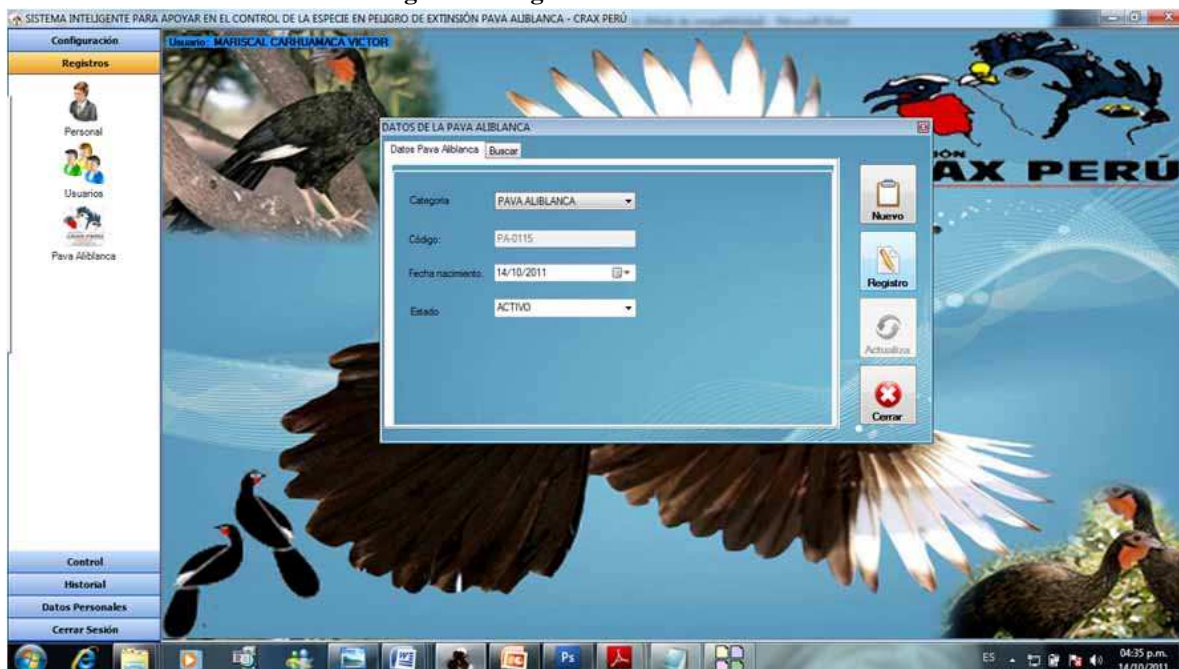 SISTEMA INTELIGENTE PARA APOYAR EN EL CONTROL DE LA ESPECIE EN PELIGRO DE EXTINSIÓN PAVA ALIBLANCA - CRAX PERÚ
Configuración
Usuario: MARISCAL CARHUAMACA VICTOR
Registros
Personal
Usuarios
Pava Aliblanca
DATOS DE LA PAVA ALIBLANCA
Datos Pava Aliblanca
Buscar
Categoria
PAVA ALIBLANCA
Código:
PA-0115
Fecha nacimiento.
14/10/2011
Estado
ACTIVO
Nuevo
Registro
Actualiza
Cerrar
AX PERÚ
Control
Historial
Datos Personales
Cerrar Sesión
Ps
ES
04:35 p.m.
14/10/2011